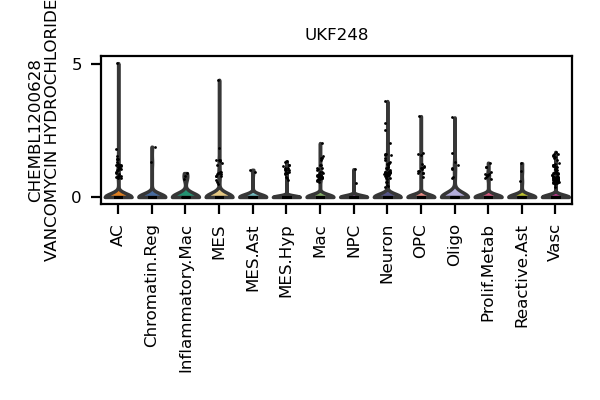 UKF248
CHEMBL1200628
VANCOMYCIN HYDROCHLORIDE
5
0
AC
Chromatin.Reg
Inflammatory.Mac
MES
MES.Ast
MES.Hyp
Mac
NPC
Neuron
OPC
Oligo
Prolif.Metab
Reactive.Ast
Vasc